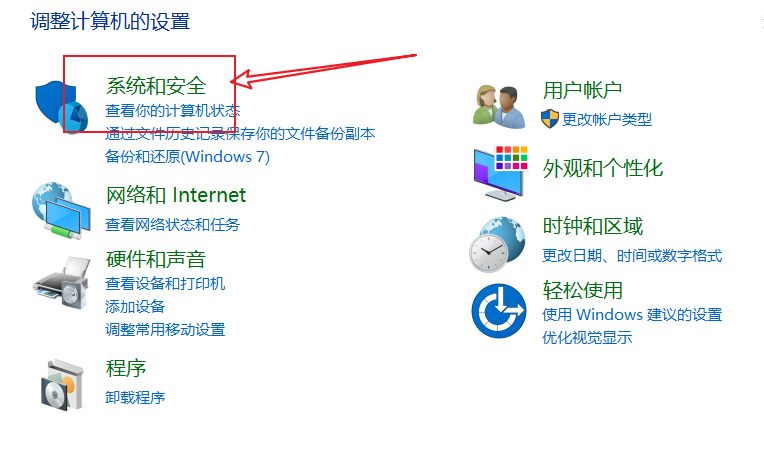 调整计算机的设置
系统和安全
查看你的计算机状态
通过文件历史记录保存你的文件备份副本
备份和还原(Windows 7)
网络和 Internet
查看网络状态和任务
硬件和声音
查看设备和打印机
添加设备
调整常用移动设置
程序
卸载程序
用户帐户
更改帐户类型
外观和个性化
时钟和区域
更改日期、时间或数字格式
轻松使用
使用 Windows 建议的设置
优化视觉显示